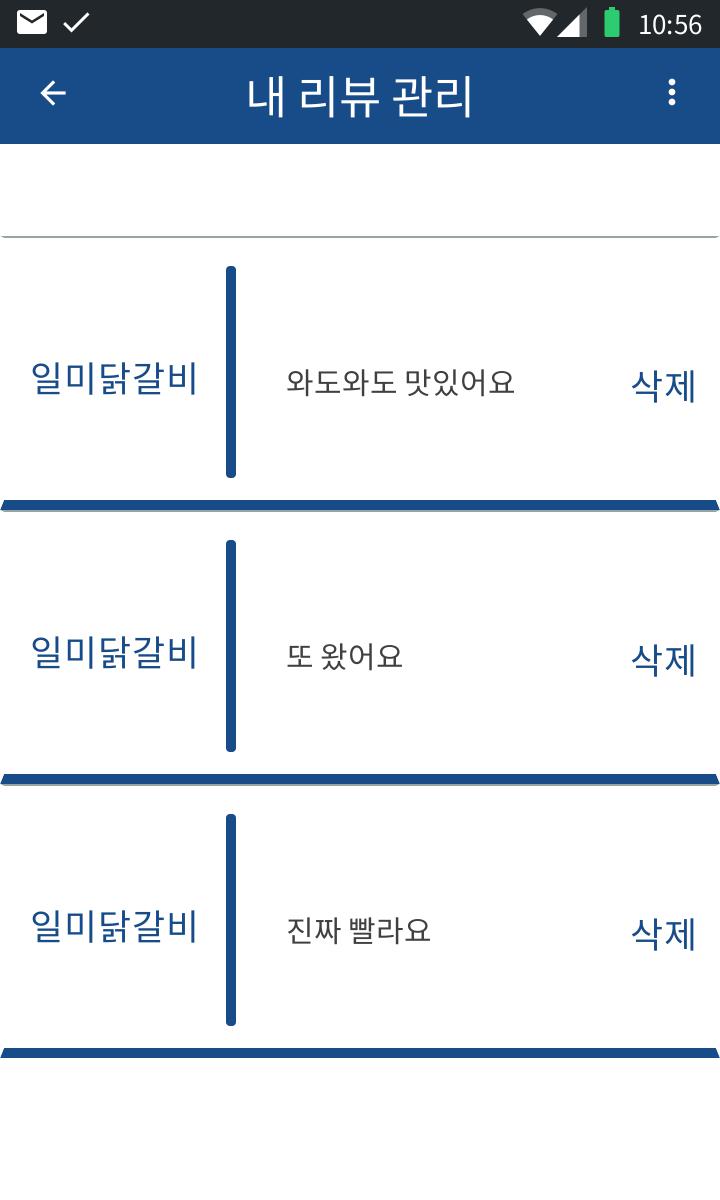 10:56
내 리뷰 관리
일미닭갈비
와도와도 맛있어요
삭제
일미닭갈비
또 왔어요
삭제
일미닭갈비
진짜 빨라요
삭제